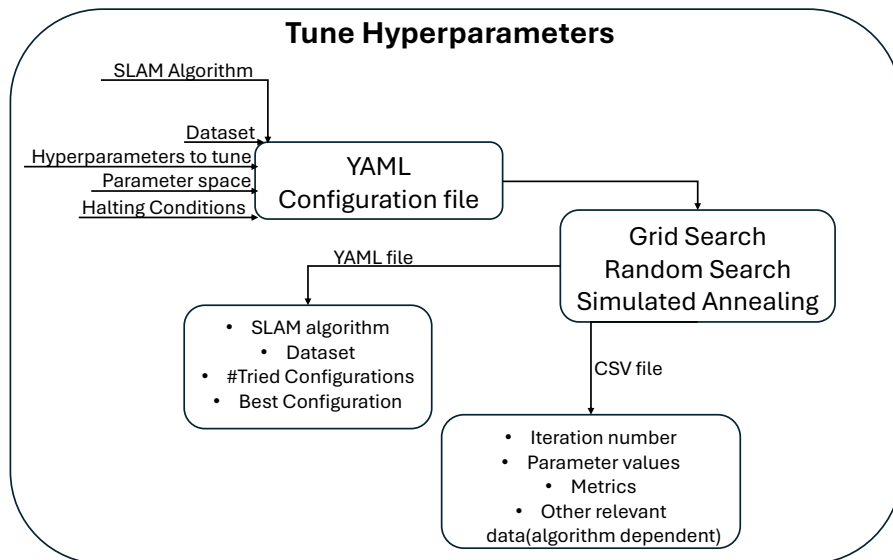 Tune Hyperparameters
SLAM Algorithm
Dataset
Hyperparameters to tune
Parameter space
Halting Conditions
YAML
Configuration file
Grid Search
Random Search
Simulated Annealing
YAML file
• SLAM algorithm
• Dataset
• #Tried Configurations
• Best Configuration
CSV file
• Iteration number
• Parameter values
• Metrics
• Other relevant
data(algorithm dependent)